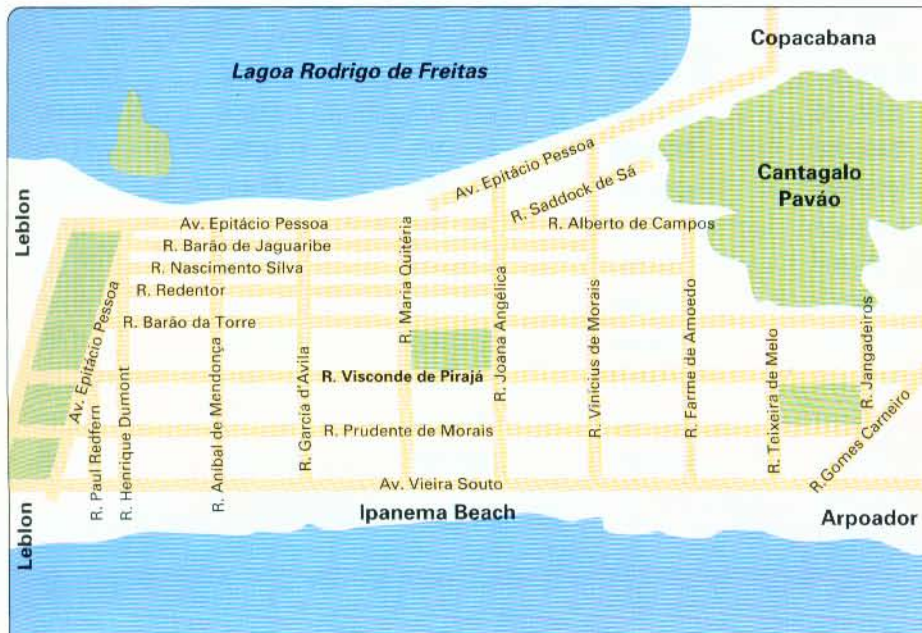 Copacabana
Lagoa Rodrigo de Freitas
Av. Epitácio Pessoa
Cantagalo
Paváo
R. Saddock de Sá
Leblon
Av. Epitácio Pessoa
R. Alberto de Campos
R. Barão de Jaguaribe
R. Nascimento Silva
R. Redentor
R. Barão da Torre
R. Maria Quitéria
R. Joana Angélica
R. Vinícius de Morais
R. Farme de Amoedo
R. Teixeira de Melo
R. Jangadeiros
Av. Epitácio Pessoa
R. Visconde de Pirajá
R. Paul Redfern
R. Henrique Dumont
R. Aníbal de Mendonça
R. García d'Ávila
R. Prudente de Morais
R.Gomes Carneiro
Av. Vieira Souto
Leblon
Ipanema Beach
Arpoador